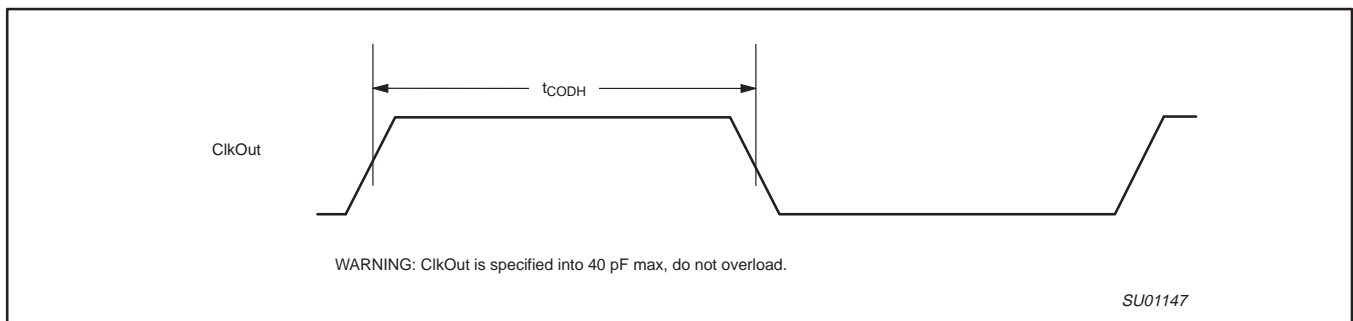 tCODH
ClkOut
WARNING: ClkOut is specified into 40 pF max, do not overload.
SU01147